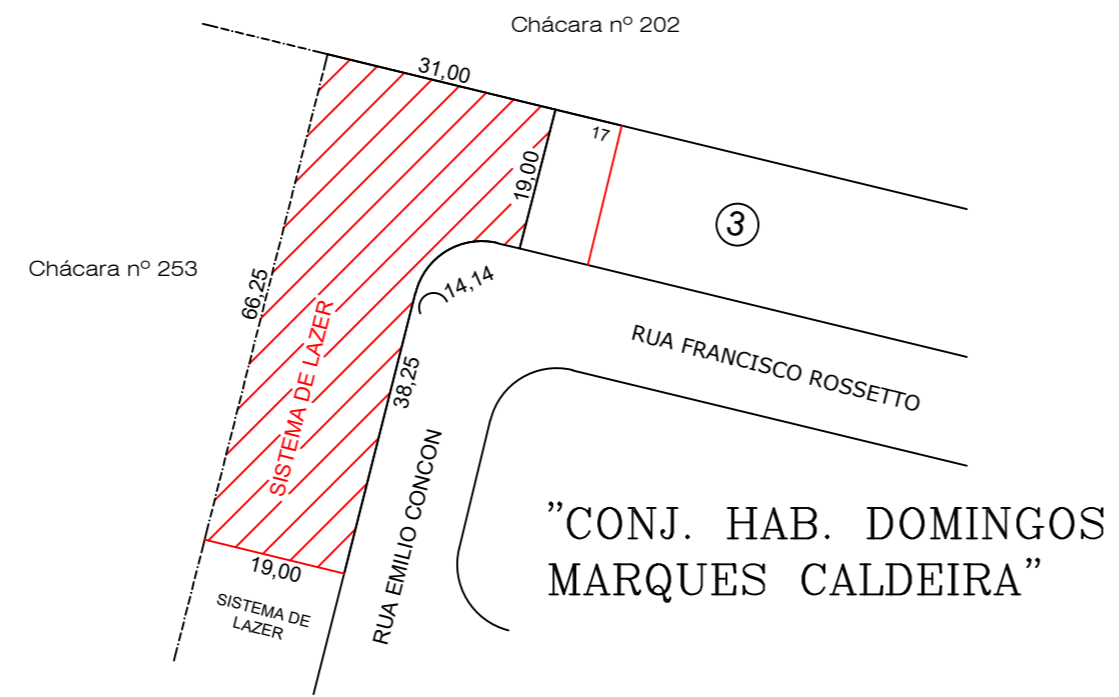 Chácara nº 202
31,00
17
19,00
3
Chácara nº 253
14,14
66,25
SISTEMA DE LAZER
RUA FRANCISCO ROSSETTO
38,25
RUA EMILIO CONCON
"CONJ. HAB. DOMINGOS
MARQUES CALDEIRA"
19,00
SISTEMA DE
LAZER